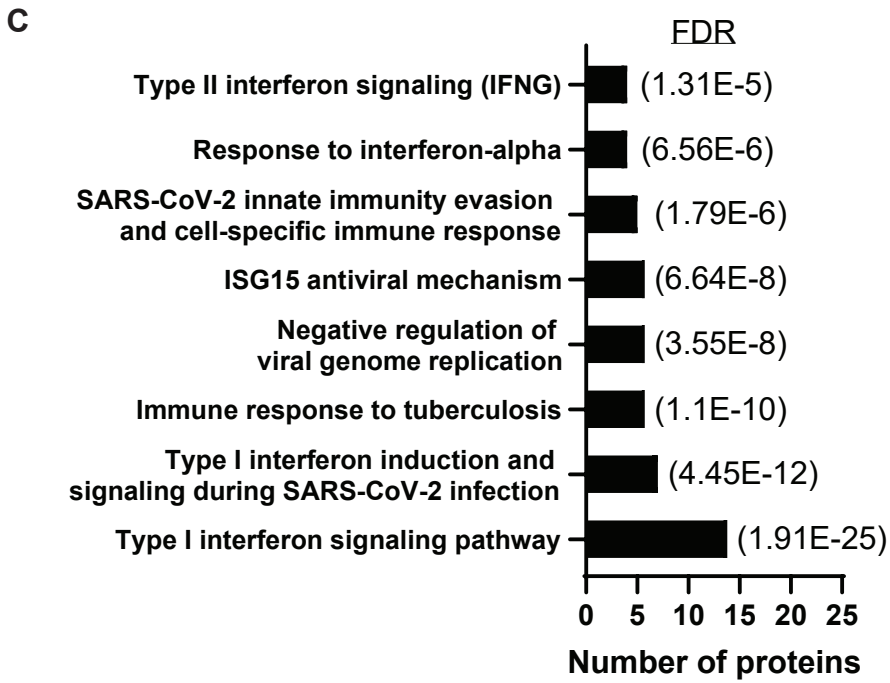 C
FDR
Type II interferon signaling (IFNG) (1.31E-5)
Response to interferon-alpha (6.56E-6)
SARS-CoV-2 innate immunity evasion
and cell-specific immune response (1.79E-6)
ISG15 antiviral mechanism (6.64E-8)
Negative regulation of
viral genome replication (3.55E-8)
Immune response to tuberculosis (1.1E-10)
Type I interferon induction and
signaling during SARS-CoV-2 infection (4.45E-12)
Type I interferon signaling pathway (1.91E-25)
0 5 10 15 20 25
Number of proteins